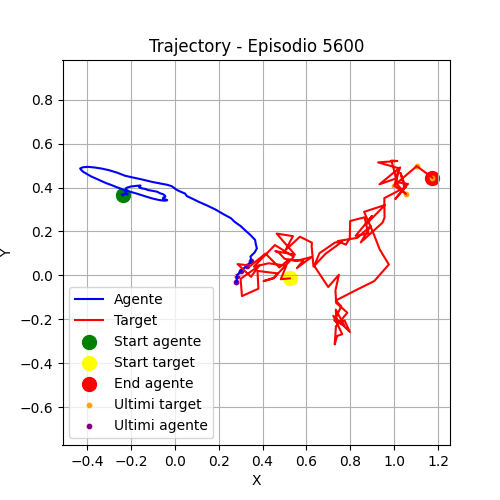 Trajectory - Episodio 5600
Y
0.8
0.6
0.4
0.2
0.0
−0.2
−0.4
−0.6
Agente
Target
Start agente
Start target
End agente
Ultimi target
Ultimi agente
−0.4 −0.2 0.0 0.2 0.4 0.6 0.8 1.0 1.2
X